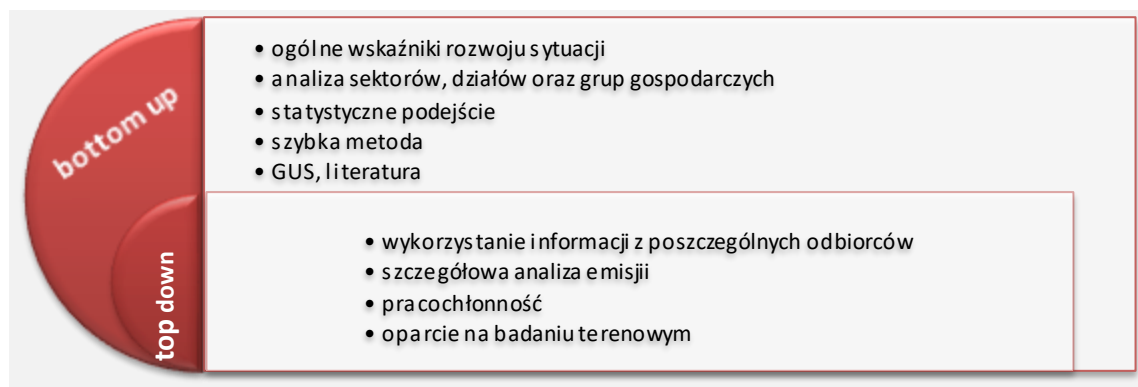 bottom up
• ogólne wskaźniki rozwoju sytuacji
• analiza sektorów, działów oraz grup gospodarczych
• statystyczne podejście
• szybka metoda
• GUS, literatura
top down
• wykorzystanie informacji z poszczególnych odbiorców
• szczegółowa analiza emisjii
• pracochłonność
• oparcie na badaniu terenowym